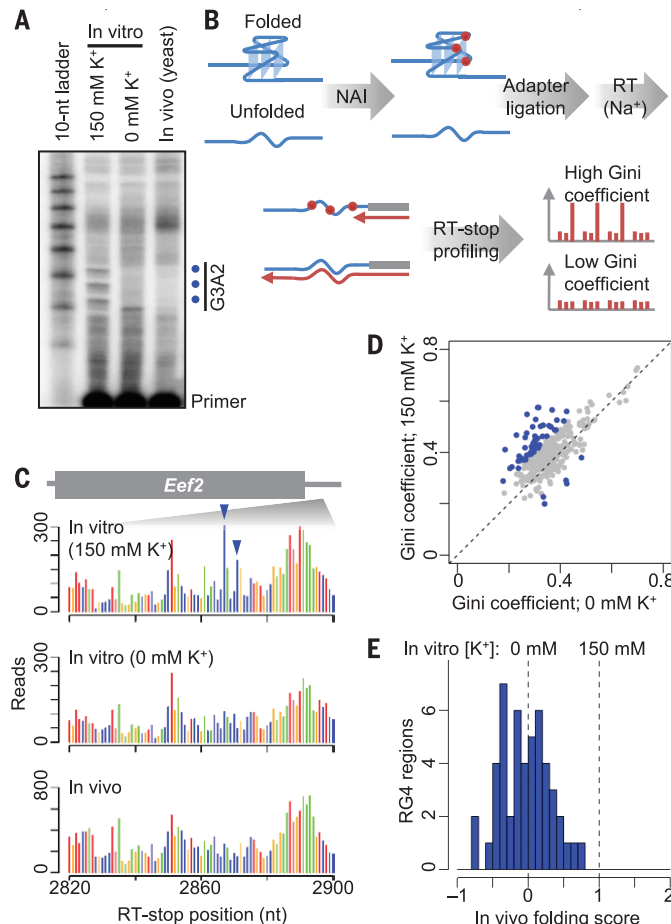 A
In vitro
10-nt ladder
150 mM K⁺
0 mM K⁺
In vivo (yeast)
G3A2
Primer
B
Folded
Unfolded
NAI
Adapter
ligation
RT
(Na⁺)
RT-stop
profiling
High Gini
coefficient
Low Gini
coefficient
C
Eef2
In vitro
(150 mM K⁺)
300
0
In vitro (0 mM K⁺)
300
0
Reads
In vivo
800
0
2820
2860
2900
RT-stop position (nt)
D
Gini coefficient; 150 mM K⁺
0.8
0.4
0
0
0.4
0.8
Gini coefficient; 0 mM K⁺
E
In vitro [K⁺]: 0 mM 150 mM
RG4 regions
6
4
2
0
−1
0
1
2
In vivo folding score